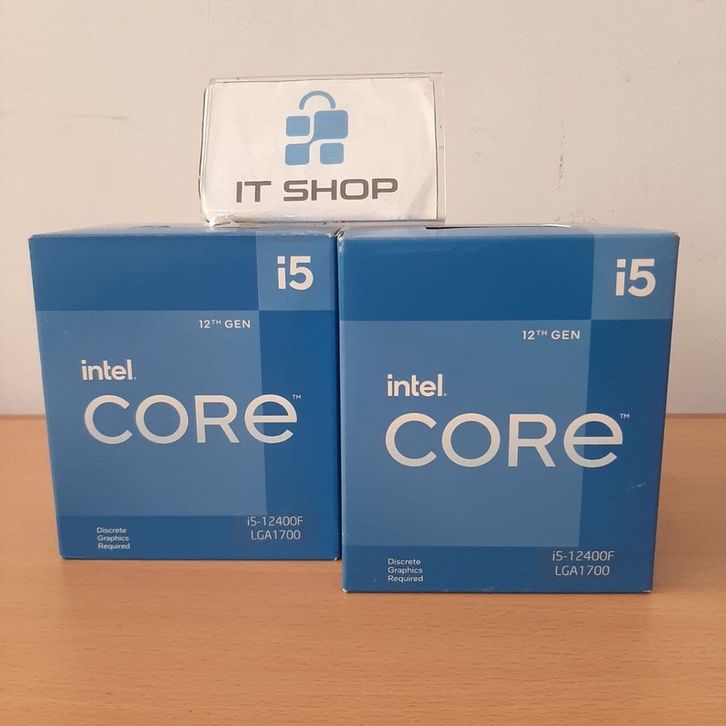 IT SHOP
i5
12TH GEN
intel.
CORE™
Discrete
Graphics
Required
i5-12400F
LGA1700
i5
12TH GEN
intel.
CORE™
Discrete
Graphics
Required
i5-12400F
LGA1700